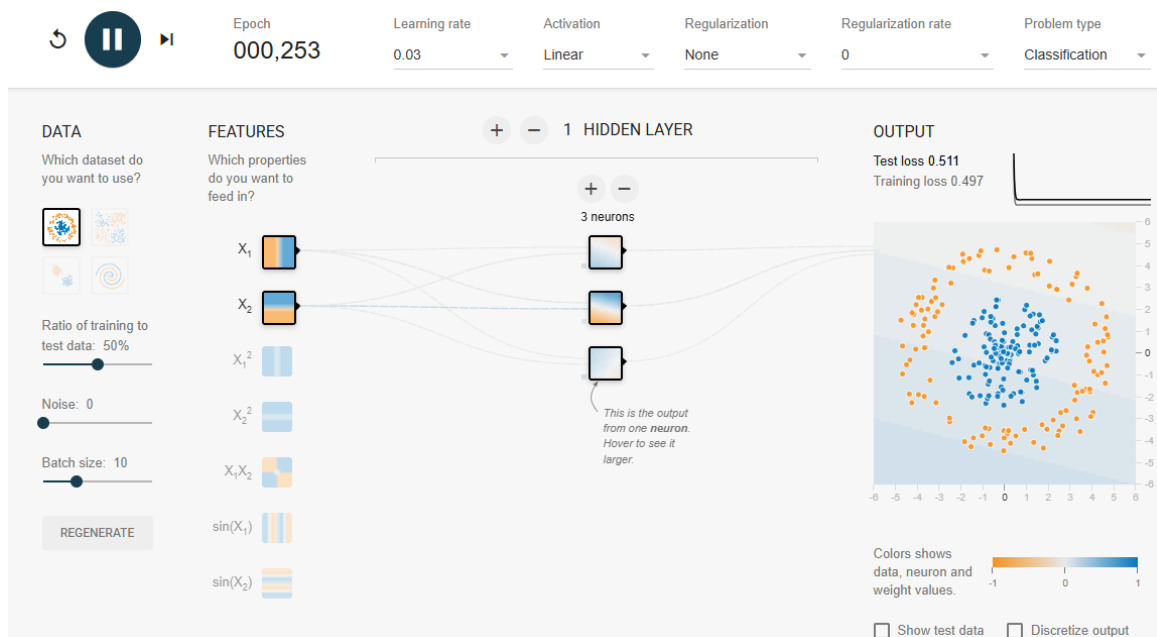 Epoch
000,253
Learning rate
0.03
Activation
Linear
Regularization
None
Regularization rate
0
Problem type
Classification
DATA
Which dataset do
you want to use?
Ratio of training to
test data: 50%
Noise: 0
Batch size: 10
REGENERATE
FEATURES
Which properties
do you want to
feed in?
X1
X2
X1²
X2²
X1X2
sin(X1)
sin(X2)
+ − 1 HIDDEN LAYER
+ −
3 neurons
This is the output
from one neuron.
Hover to see it
larger.
OUTPUT
Test loss 0.511
Training loss 0.497
6
5
4
3
2
1
0
-1
-2
-3
-4
-5
-6
-6 -5 -4 -3 -2 -1 0 1 2 3 4 5 6
Colors shows
data, neuron and
weight values.
-1 0 1
Show test data
Discretize output